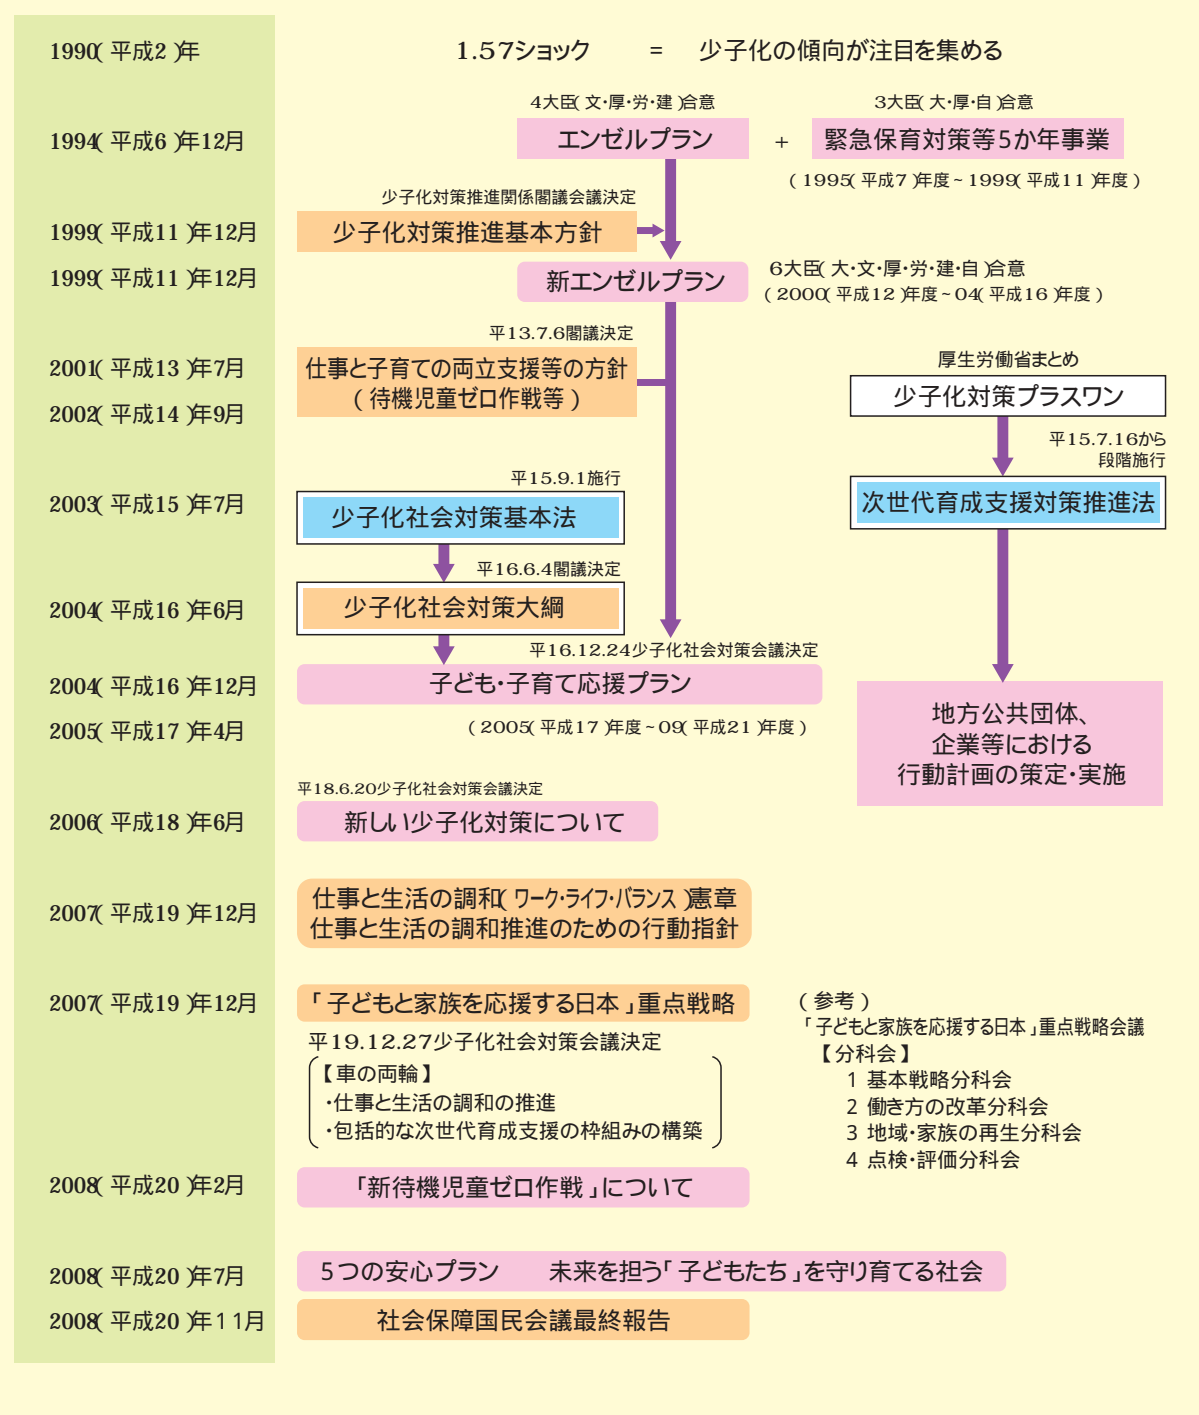 1990(平成2)年
1.57ショック = 少子化の傾向が注目を集める
4大臣(文・厚・労・建)合意
3大臣(大・厚・自)合意
1994(平成6)年12月
エンゼルプラン + 緊急保育対策等5か年事業
(1995(平成7)年度~1999(平成11)年度)
少子化対策推進関係閣議会議決定
1999(平成11)年12月
少子化対策推進基本方針
1999(平成11)年12月
新エンゼルプラン
6大臣(大・文・厚・労・建・自)合意
(2000(平成12)年度~04(平成16)年度)
平13.7.6閣議決定
2001(平成13)年7月
仕事と子育ての両立支援等の方針
(待機児童ゼロ作戦等)
厚生労働省まとめ
2002(平成14)年9月
少子化対策プラスワン
平15.7.16から
段階施行
平15.9.1施行
2003(平成15)年7月
少子化社会対策基本法
次世代育成支援対策推進法
平16.6.4閣議決定
2004(平成16)年6月
少子化社会対策大綱
平16.12.24少子化社会対策会議決定
2004(平成16)年12月
子ども・子育て応援プラン
2005(平成17)年4月
(2005(平成17)年度~09(平成21)年度)
地方公共団体、
企業等における
行動計画の策定・実施
平18.6.20少子化社会対策会議決定
2006(平成18)年6月
新しい少子化対策について
2007(平成19)年12月
仕事と生活の調和(ワーク・ライフ・バランス)憲章
仕事と生活の調和推進のための行動指針
2007(平成19)年12月
「子どもと家族を応援する日本」重点戦略
平19.12.27少子化社会対策会議決定
【車の両輪】
・仕事と生活の調和の推進
・包括的な次世代育成支援の枠組みの構築
(参考)
「子どもと家族を応援する日本」重点戦略会議
【分科会】
1 基本戦略分科会
2 働き方の改革分科会
3 地域・家族の再生分科会
4 点検・評価分科会
2008(平成20)年2月
「新待機児童ゼロ作戦」について
2008(平成20)年7月
5つの安心プラン 未来を担う「子どもたち」を守り育てる社会
2008(平成20)年11月
社会保障国民会議最終報告